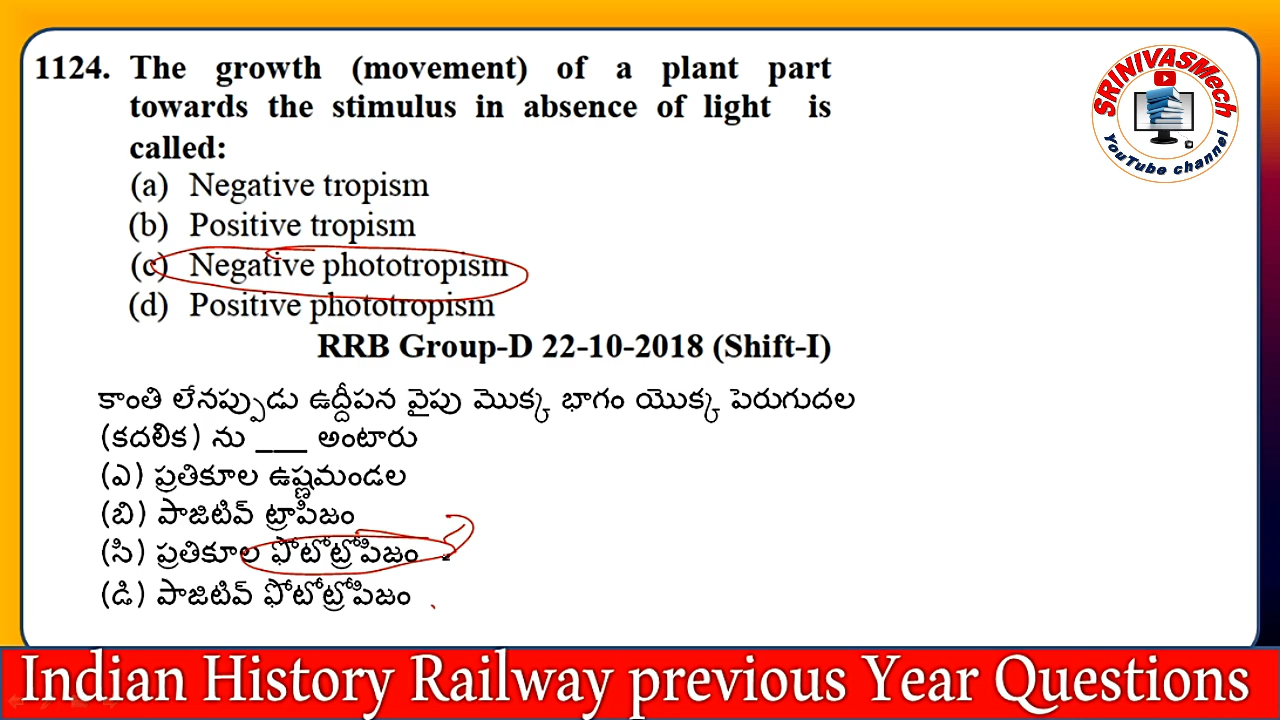 1124. The growth (movement) of a plant part
towards the stimulus in absence of light is
called:
(a) Negative tropism
(b) Positive tropism
(c) Negative phototropism
(d) Positive phototropism
RRB Group-D 22-10-2018 (Shift-I)
కాంతి లేనప్పుడు ఉద్దీపన వైపు మొక్క భాగం యొక్క పెరుగుదల
(కదలిక) ను ___ అంటారు
(ఎ) ప్రతికూల ఉష్ణమండల
(బి) పాజిటివ్ ట్రాపిజం
(సి) ప్రతికూల ఫోటోట్రోపిజం
(డి) పాజిటివ్ ఫోటోట్రోపిజం
SRINIVASMech
YouTube channel
Indian History Railway previous Year Questions